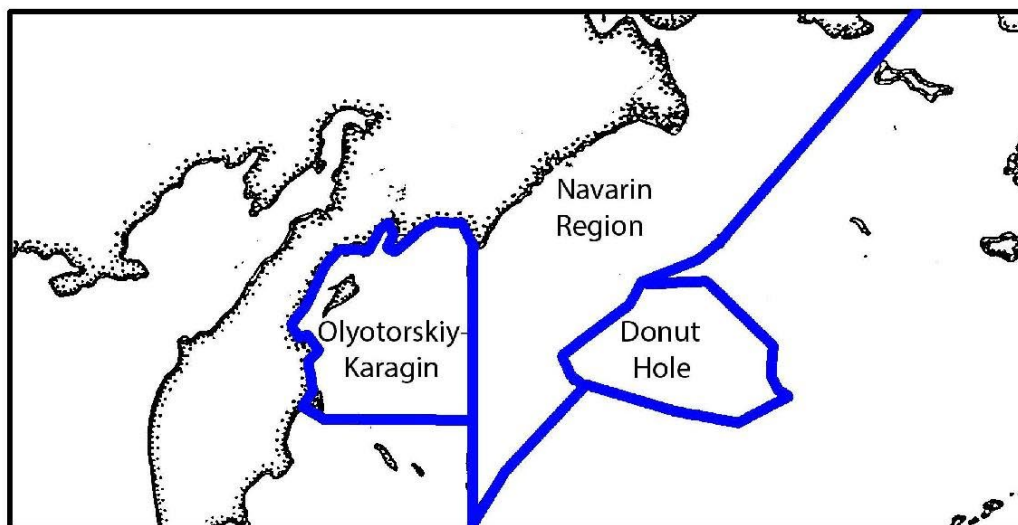 Navarin
Region
Olyotorskiy-
Karagin
Donut
Hole